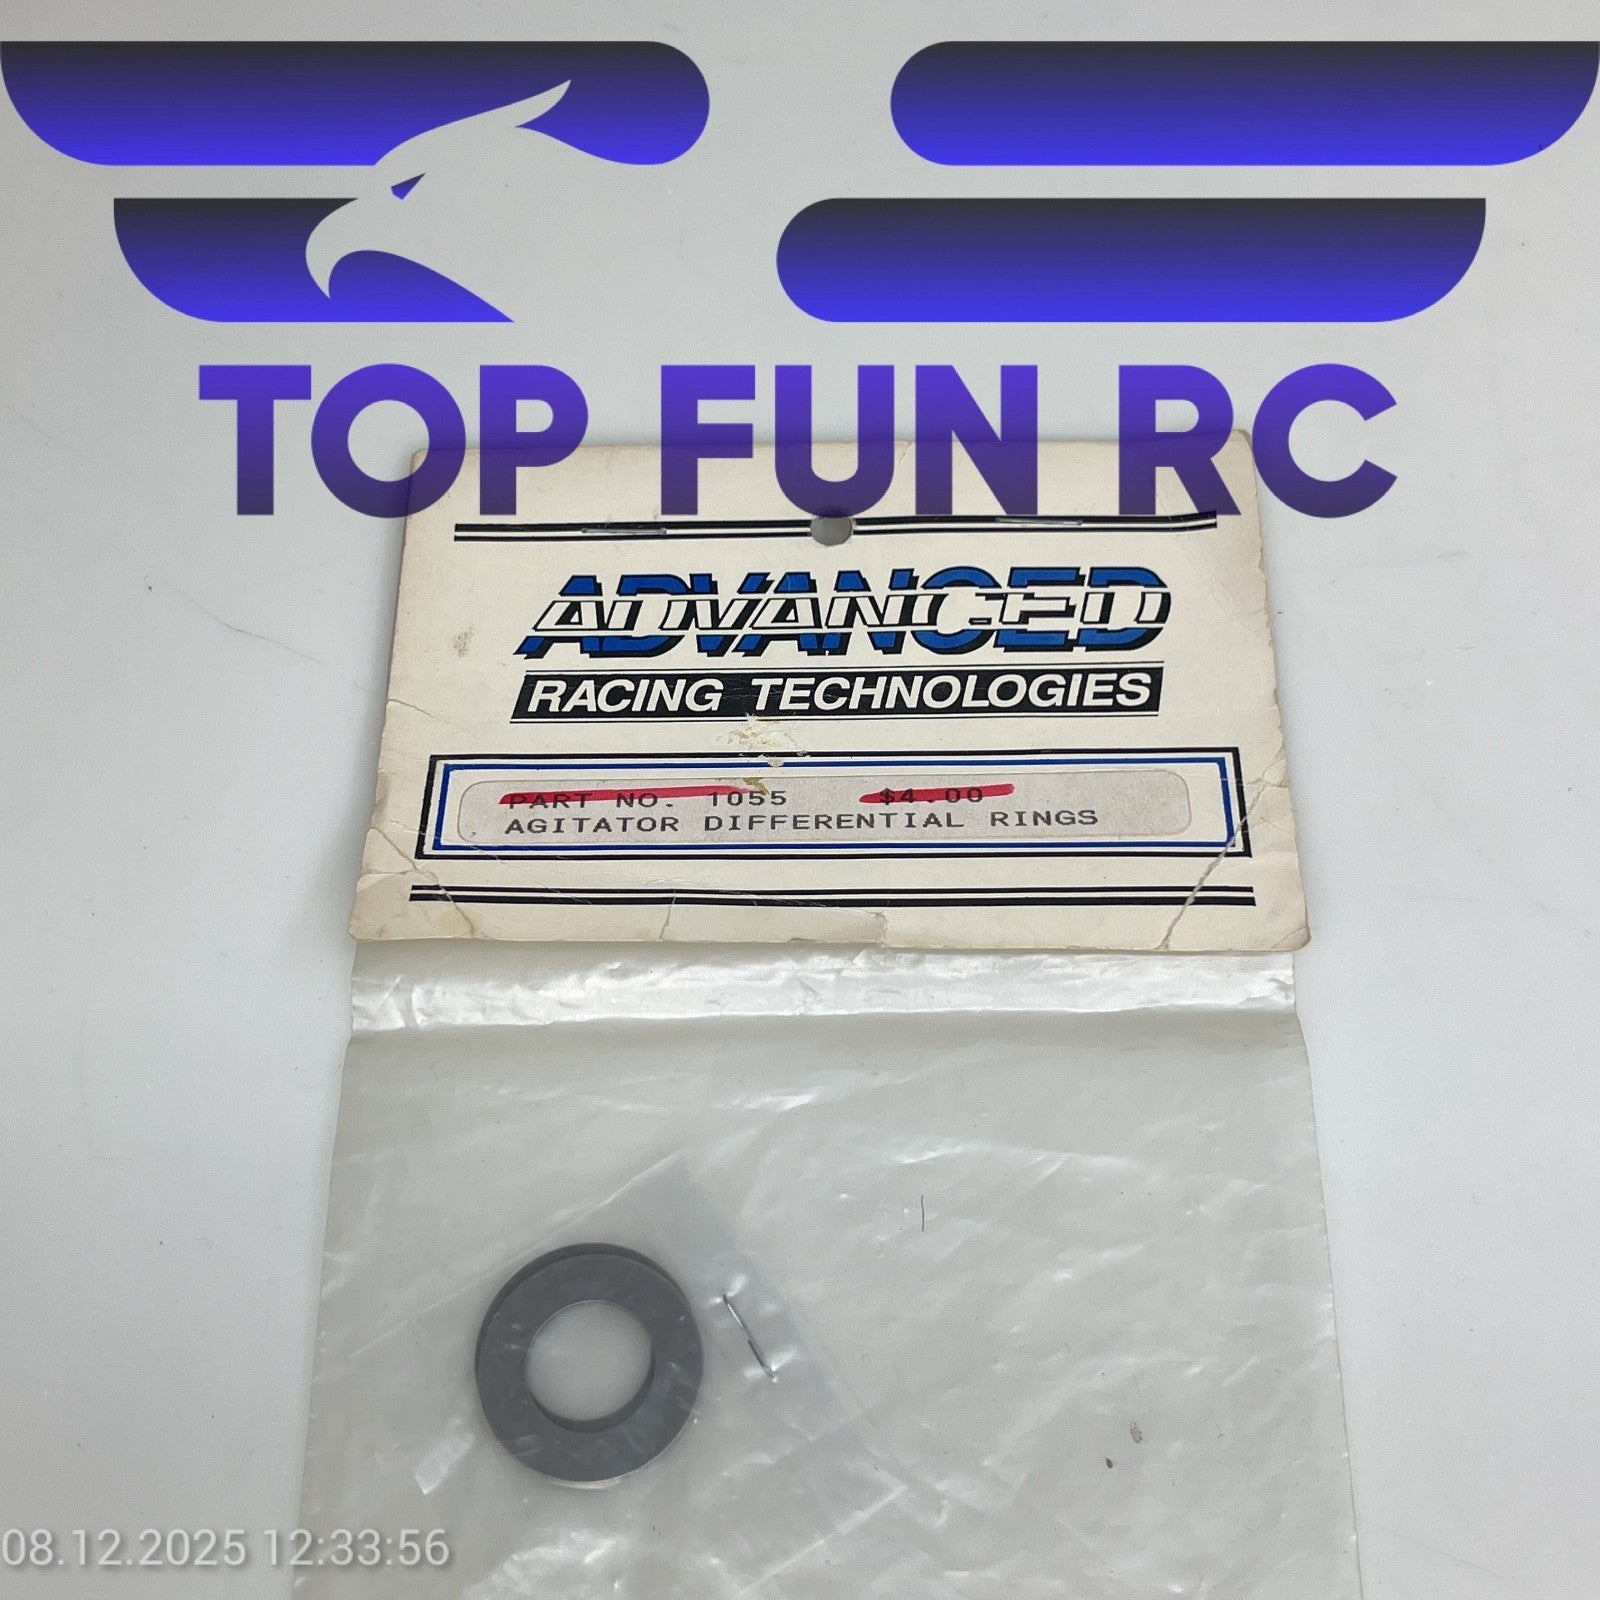 TOP FUN RC
ADVANCED
RACING TECHNOLOGIES
PART NO. 1055 $4.00
AGITATOR DIFFERENTIAL RINGS
08.12.2025 12:33:56